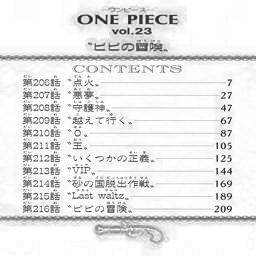 ワンピース
ONE PIECE
vol.23
〝ビビの冒険〟
CONTENTS
第206話〝点火〟 7
第207話〝悪夢〟 27
第208話〝守護神〟 47
第209話〝越えて行く〟 67
第210話〝0〟 87
第211話〝王〟 105
第212話〝いくつかの正義〟 125
第213話〝VIP〟 144
第214話〝砂の国脱出作戦〟 169
第215話〝Last waltz〟 189
第216話〝ビビの冒険〟 209